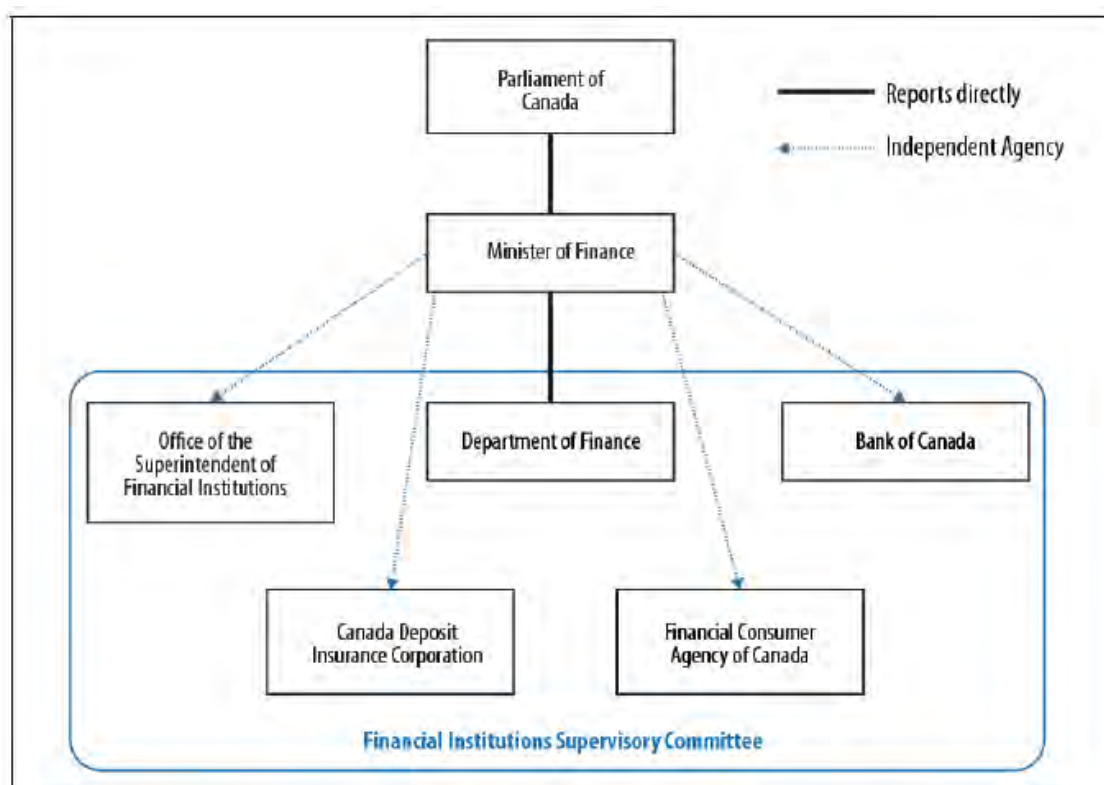 Parliament of
Canada
Reports directly
Independent Agency
Minister of Finance
Office of the
Superintendent of
Financial Institutions
Department of Finance
Bank of Canada
Canada Deposit
Insurance Corporation
Financial Consumer
Agency of Canada
Financial Institutions Supervisory Committee